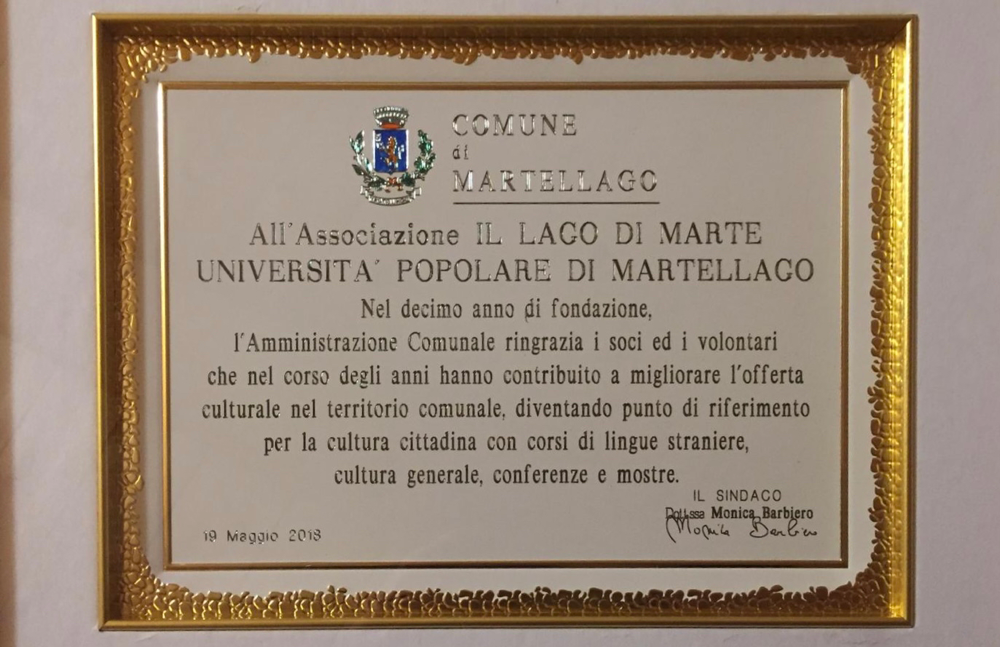 COMUNE
di
MARTELLAGO
All'Associazione IL LAGO DI MARTE
UNIVERSITA' POPOLARE DI MARTELLAGO
Nel decimo anno di fondazione,
l'Amministrazione Comunale ringrazia i soci ed i volontari
che nel corso degli anni hanno contribuito a migliorare l'offerta
culturale nel territorio comunale, diventando punto di riferimento
per la cultura cittadina con corsi di lingue straniere,
cultura generale, conferenze e mostre.
IL SINDACO
Dott.ssa Monica Barbiero
Monica Barbiero
19 Maggio 2018